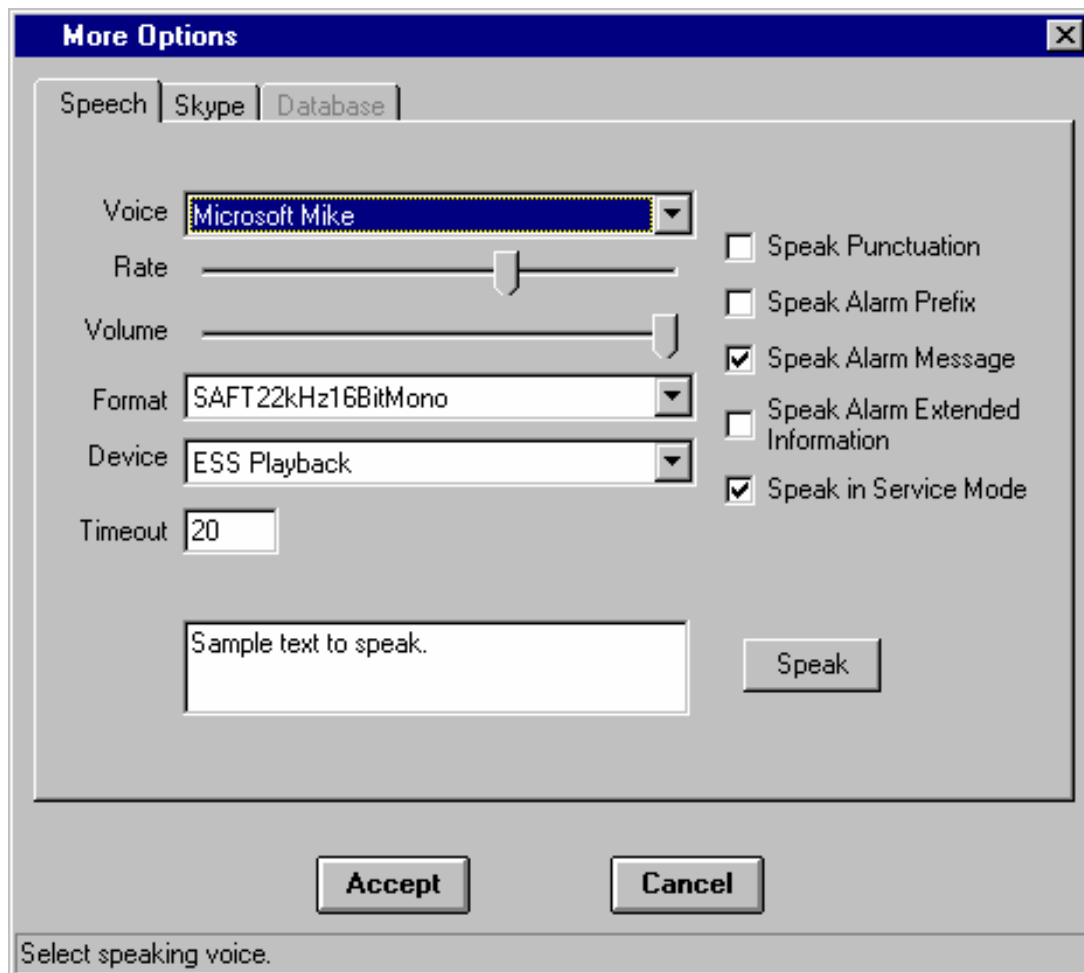 More Options
Speech Skype Database
Voice Microsoft Mike
Rate
Volume
Format SAFT22kHz16BitMono
Device ESS Playback
Timeout 20
Speak Punctuation
Speak Alarm Prefix
Speak Alarm Message
Speak Alarm Extended
Information
Speak in Service Mode
Sample text to speak.
Speak
Accept Cancel
Select speaking voice.